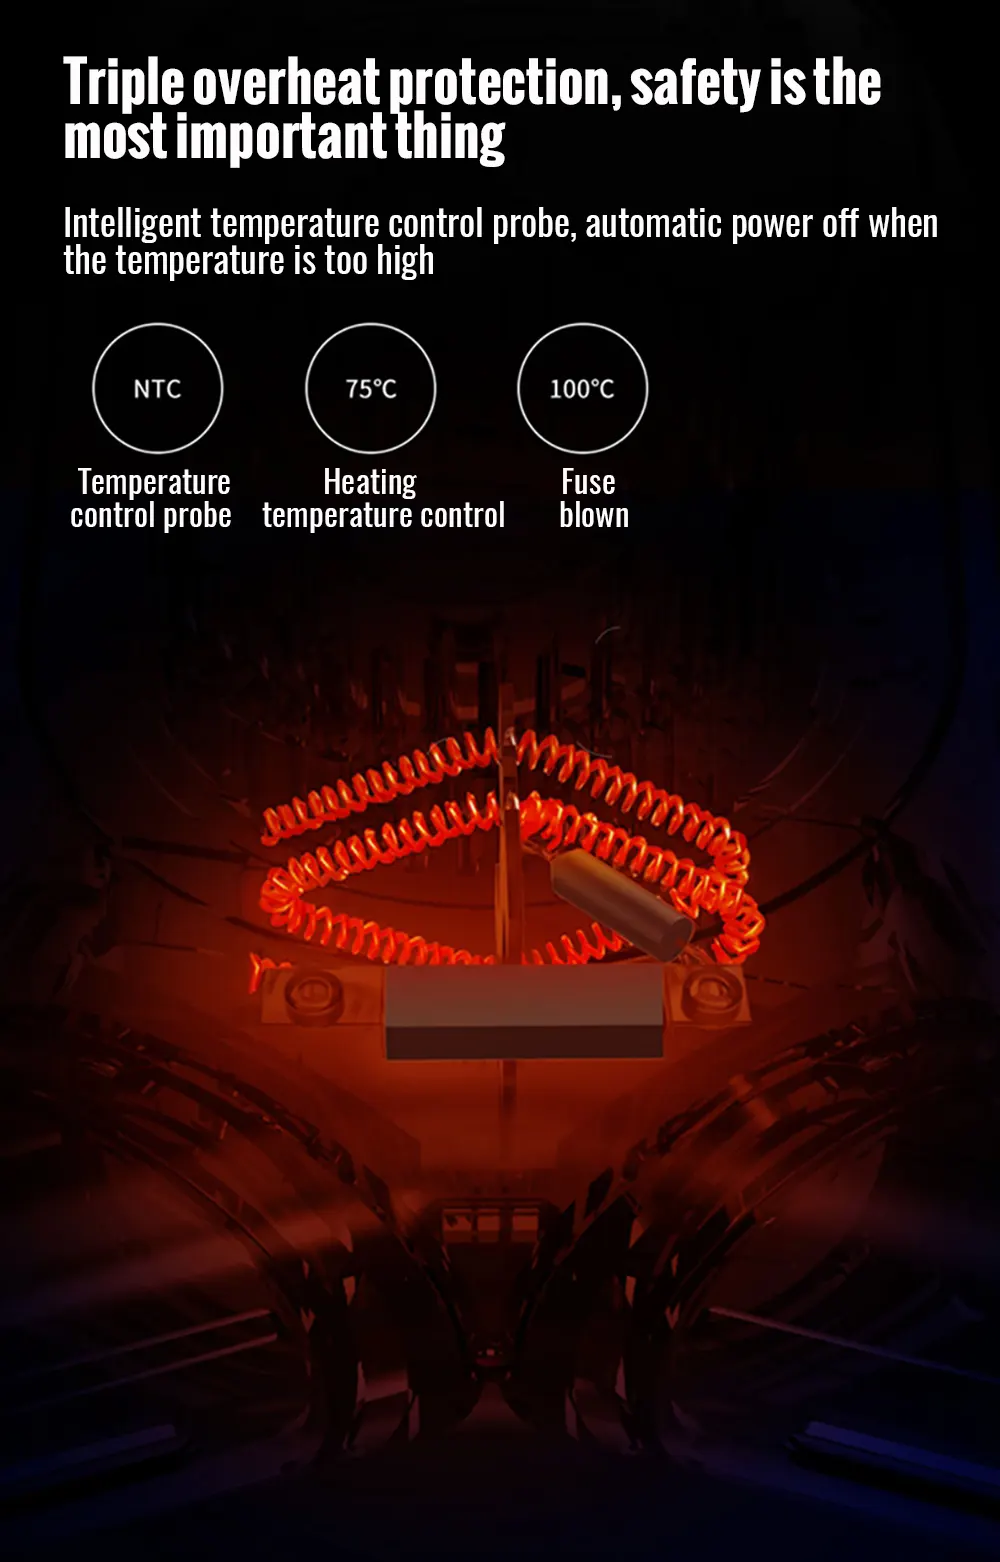 Triple overheat protection, safety is the
most important thing
Intelligent temperature control probe, automatic power off when
the temperature is too high
NTC
75℃
100℃
Temperature
control probe
Heating
temperature control
Fuse
blown